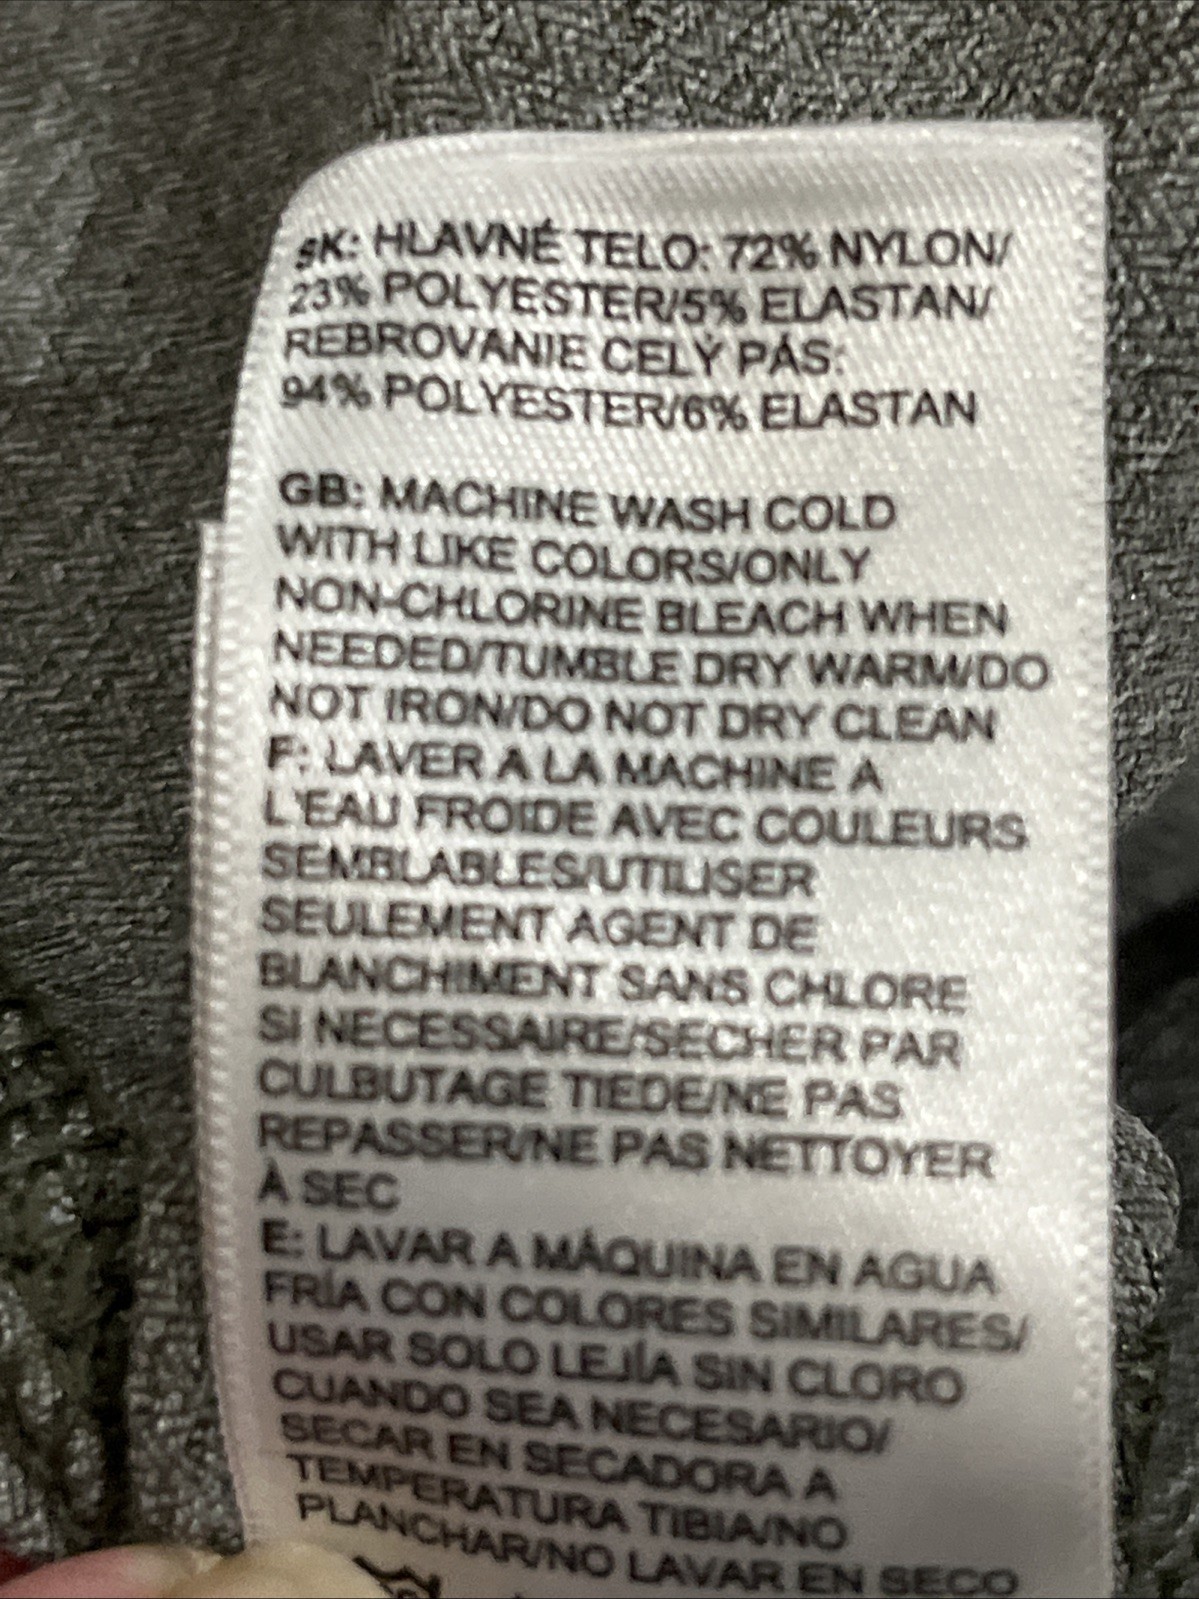 SK: HLAVNÉ TELO: 72% NYLON/
23% POLYESTER/5% ELASTAN/
REBROVANIE CELÝ PÁS:
94% POLYESTER/6% ELASTAN
GB: MACHINE WASH COLD
WITH LIKE COLORS/ONLY
NON-CHLORINE BLEACH WHEN
NEEDED/TUMBLE DRY WARM/DO
NOT IRON/DO NOT DRY CLEAN
F: LAVER A LA MACHINE A
L'EAU FROIDE AVEC COULEURS
SEMBLABLES/UTILISER
SEULEMENT AGENT DE
BLANCHIMENT SANS CHLORE
SI NECESSAIRE/SECHER PAR
CULBUTAGE TIEDE/NE PAS
REPASSER/NE PAS NETTOYER
À SEC
E: LAVAR A MÁQUINA EN AGUA
FRÍA CON COLORES SIMILARES/
USAR SOLO LEJÍA SIN CLORO
CUANDO SEA NECESARIO/
SECAR EN SECADORA A
TEMPERATURA TIBIA/NO
PLANCHAR/NO LAVAR EN SECO